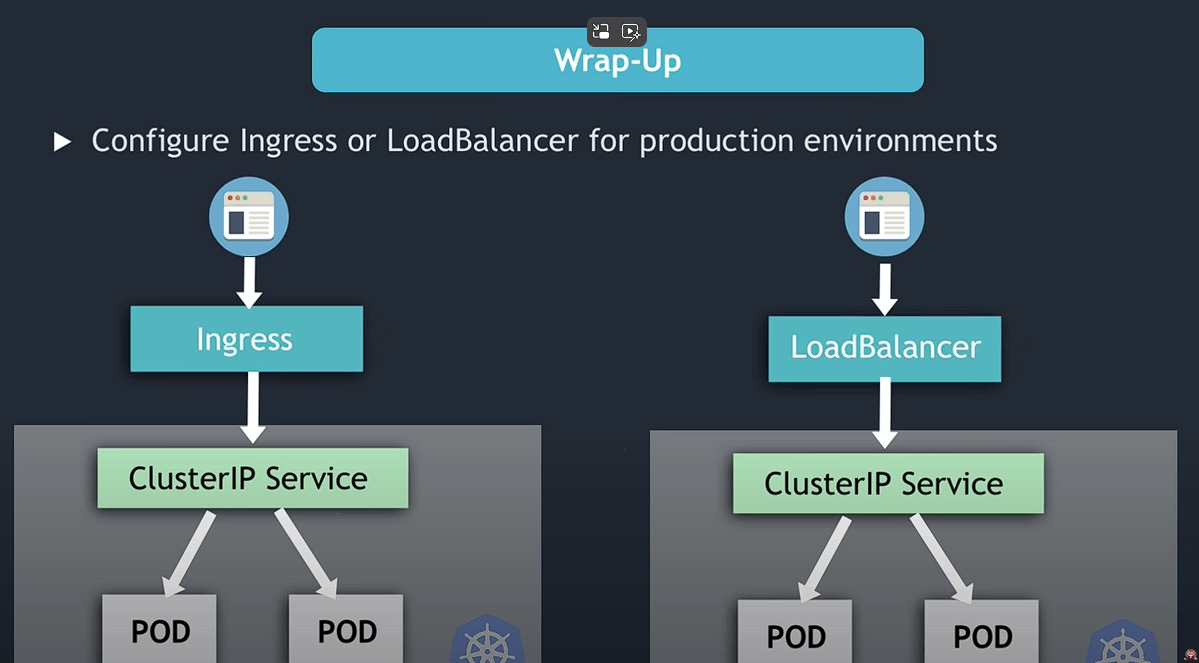 Wrap-Up
Configure Ingress or LoadBalancer for production environments
Ingress
LoadBalancer
ClusterIP Service
ClusterIP Service
POD
POD
POD
POD